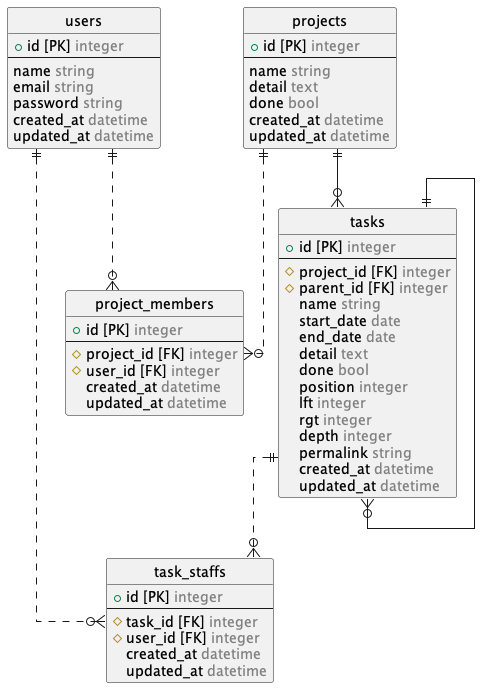 users
id [PK] integer
name string
email string
password string
created_at datetime
updated_at datetime
projects
id [PK] integer
name string
detail text
done bool
created_at datetime
updated_at datetime
tasks
id [PK] integer
project_id [FK] integer
parent_id [FK] integer
name string
start_date date
end_date date
detail text
done bool
position integer
lft integer
rgt integer
depth integer
permalink string
created_at datetime
updated_at datetime
project_members
id [PK] integer
project_id [FK] integer
user_id [FK] integer
created_at datetime
updated_at datetime
task_staffs
id [PK] integer
task_id [FK] integer
user_id [FK] integer
created_at datetime
updated_at datetime